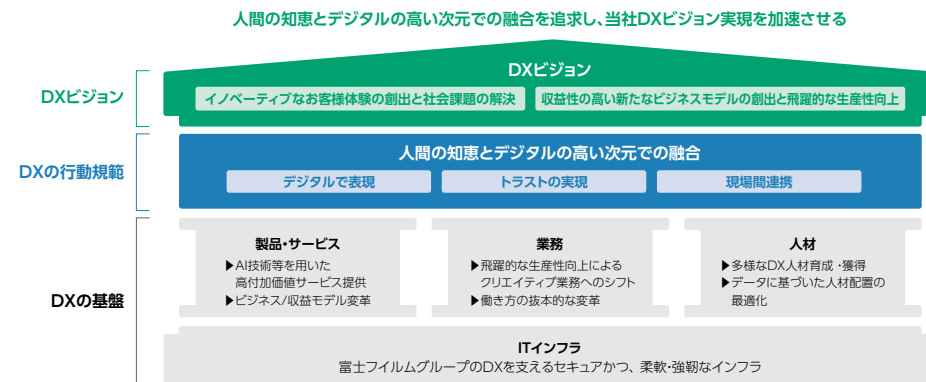 人間の知恵とデジタルの高い次元での融合を追求し、当社DXビジョン実現を加速させる
DXビジョン
DXビジョン
イノベーティブなお客様体験の創出と社会課題の解決
収益性の高い新たなビジネスモデルの創出と飛躍的な生産性向上
DXの行動規範
人間の知恵とデジタルの高い次元での融合
デジタルで表現
トラストの実現
現場間連携
DXの基盤
製品・サービス
▶AI技術等を用いた
高付加価値サービス提供
▶ビジネス/収益モデル変革
業務
▶飛躍的な生産性向上による
クリエイティブ業務へのシフト
▶働き方の抜本的な変革
人材
▶多様なDX人材育成・獲得
▶データに基づいた人材配置の
最適化
ITインフラ
富士フイルムグループのDXを支えるセキュアかつ、柔軟・強靭なインフラ